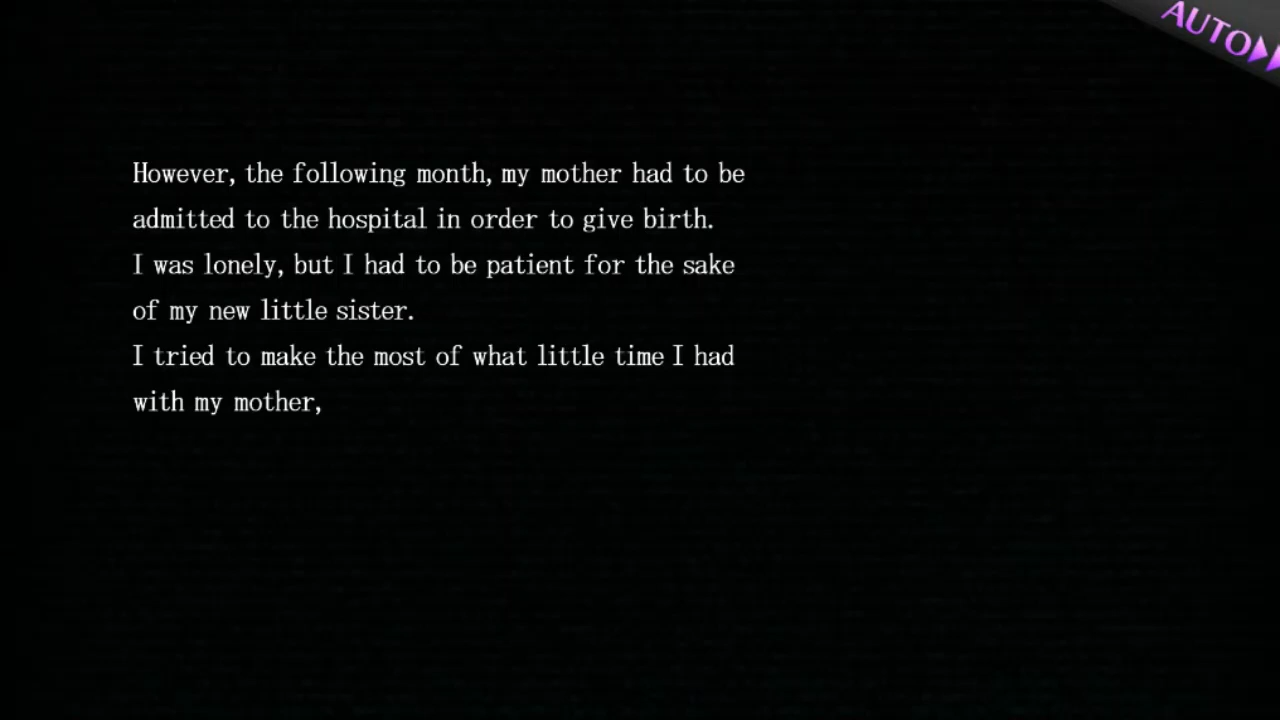 AUTO
However, the following month, my mother had to be
admitted to the hospital in order to give birth.
I was lonely, but I had to be patient for the sake
of my new little sister.
I tried to make the most of what little time I had
with my mother,